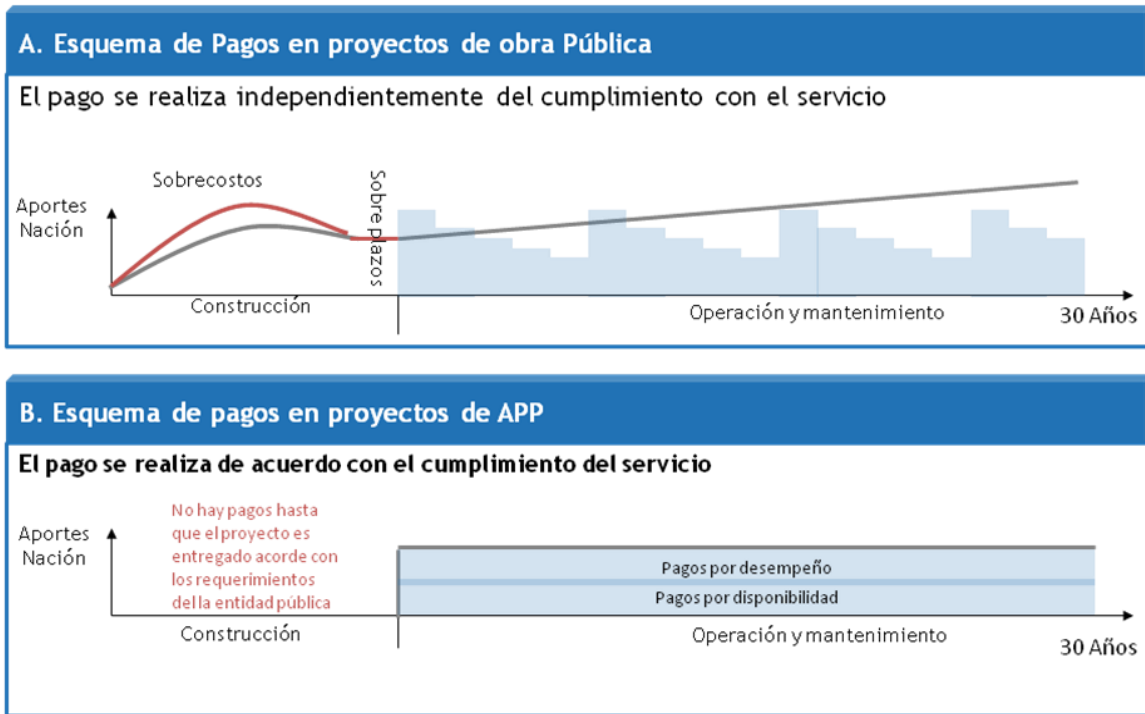 A. Esquema de Pagos en proyectos de obra Pública
El pago se realiza independientemente del cumplimiento con el servicio
Sobrecostos
Sobre plazos
Aportes
Nación
Construcción
Operación y mantenimiento
30 Años
B. Esquema de pagos en proyectos de APP
El pago se realiza de acuerdo con el cumplimiento del servicio
No hay pagos hasta
que el proyecto es
entregado acorde con
los requerimientos
del la entidad pública
Aportes
Nación
Pagos por desempeño
Pagos por disponibilidad
Construcción
Operación y mantenimiento
30 Años